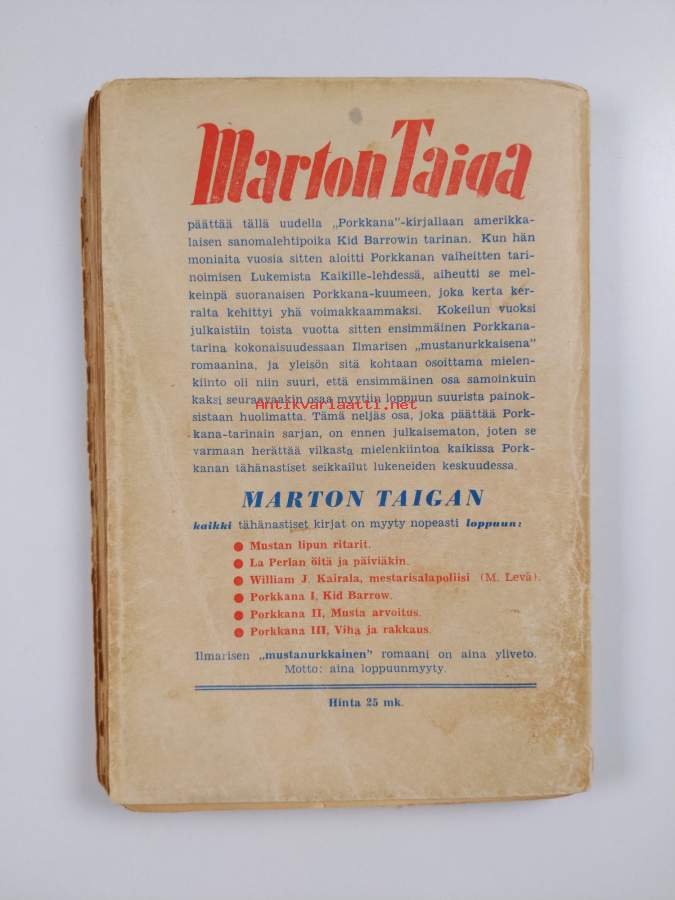 Marton Taiga
päättää tällä uudella „Porkkana"-kirjallaan amerikka-
laisen sanomalehtipoika Kid Barrowin tarinan. Kun hän
moniaita vuosia sitten aloitti Porkkanan vaiheitten tari-
noimisen Lukemista Kaikille-lehdessä, aiheutti se mel-
keinpä suoranaisen Porkkana-kuumeen, joka kerta ker-
ralta kehittyi yhä voimakkaammaksi. Kokeilun vuoksi
julkaistiin toista vuotta sitten ensimmäinen Porkkana-
tarina kokonaisuudessaan Ilmarisen „mustanurkkaisena"
romaanina, ja yleisön sitä kohtaan osoittama mielen-
kiinto oli niin suuri, että ensimmäinen osa samoinkuin
kaksi seuraavaakin osaa myytiin loppuun suurista painok-
Antikvariaatti.net
sistaan huolimatta. Tämä neljäs osa, joka päättää Pork-
kana-tarinain sarjan, on ennen julkaisematon, joten se
varmaan herättää vilkasta mielenkiintoa kaikissa Pork-
kanan tähänastiset seikkailut lukeneiden keskuudessa.
MARTON TAIGAN
kaikki tähänastiset kirjat on myyty nopeasti loppuun:
● Mustan lipun ritarit.
● La Perlan öitä ja päiviäkin.
● William J. Kairala, mestarisalapoliisi (M. Levä).
● Porkkana I, Kid Barrow.
● Porkkana II, Musta arvoitus.
● Porkkana III, Viha ja rakkaus.
Ilmarisen „mustanurkkainen" romaani on aina yliveto.
Motto: aina loppuunmyyty.
Hinta 25 mk.